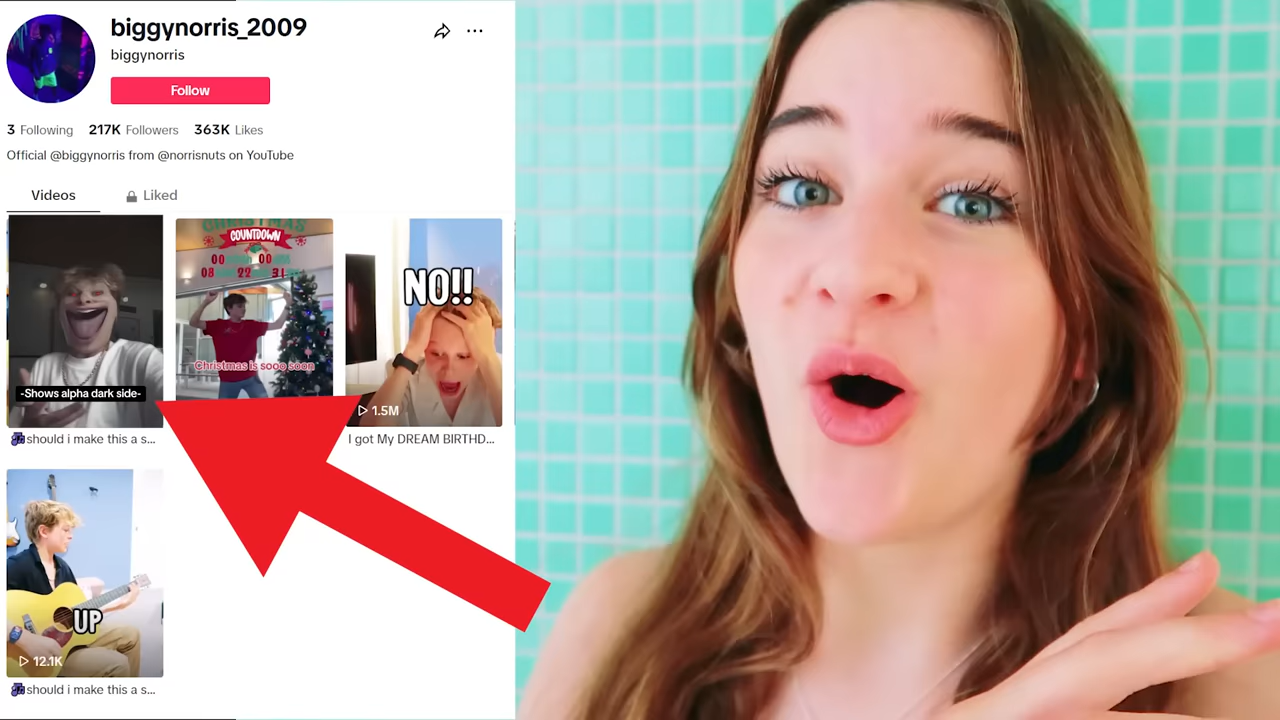 biggynorris_2009
biggynorris
Follow
3 Following 217K Followers 363K Likes
Official @biggynorris from @norrisnuts on YouTube
Videos Liked
CHRISTMAS
COUNTDOWN
NO!!
Christmas is sooo soon
-Shows alpha dark side-
1.5M
should i make this a s...
I got My DREAM BIRTHD...
UP
12.1K
should i make this a s...